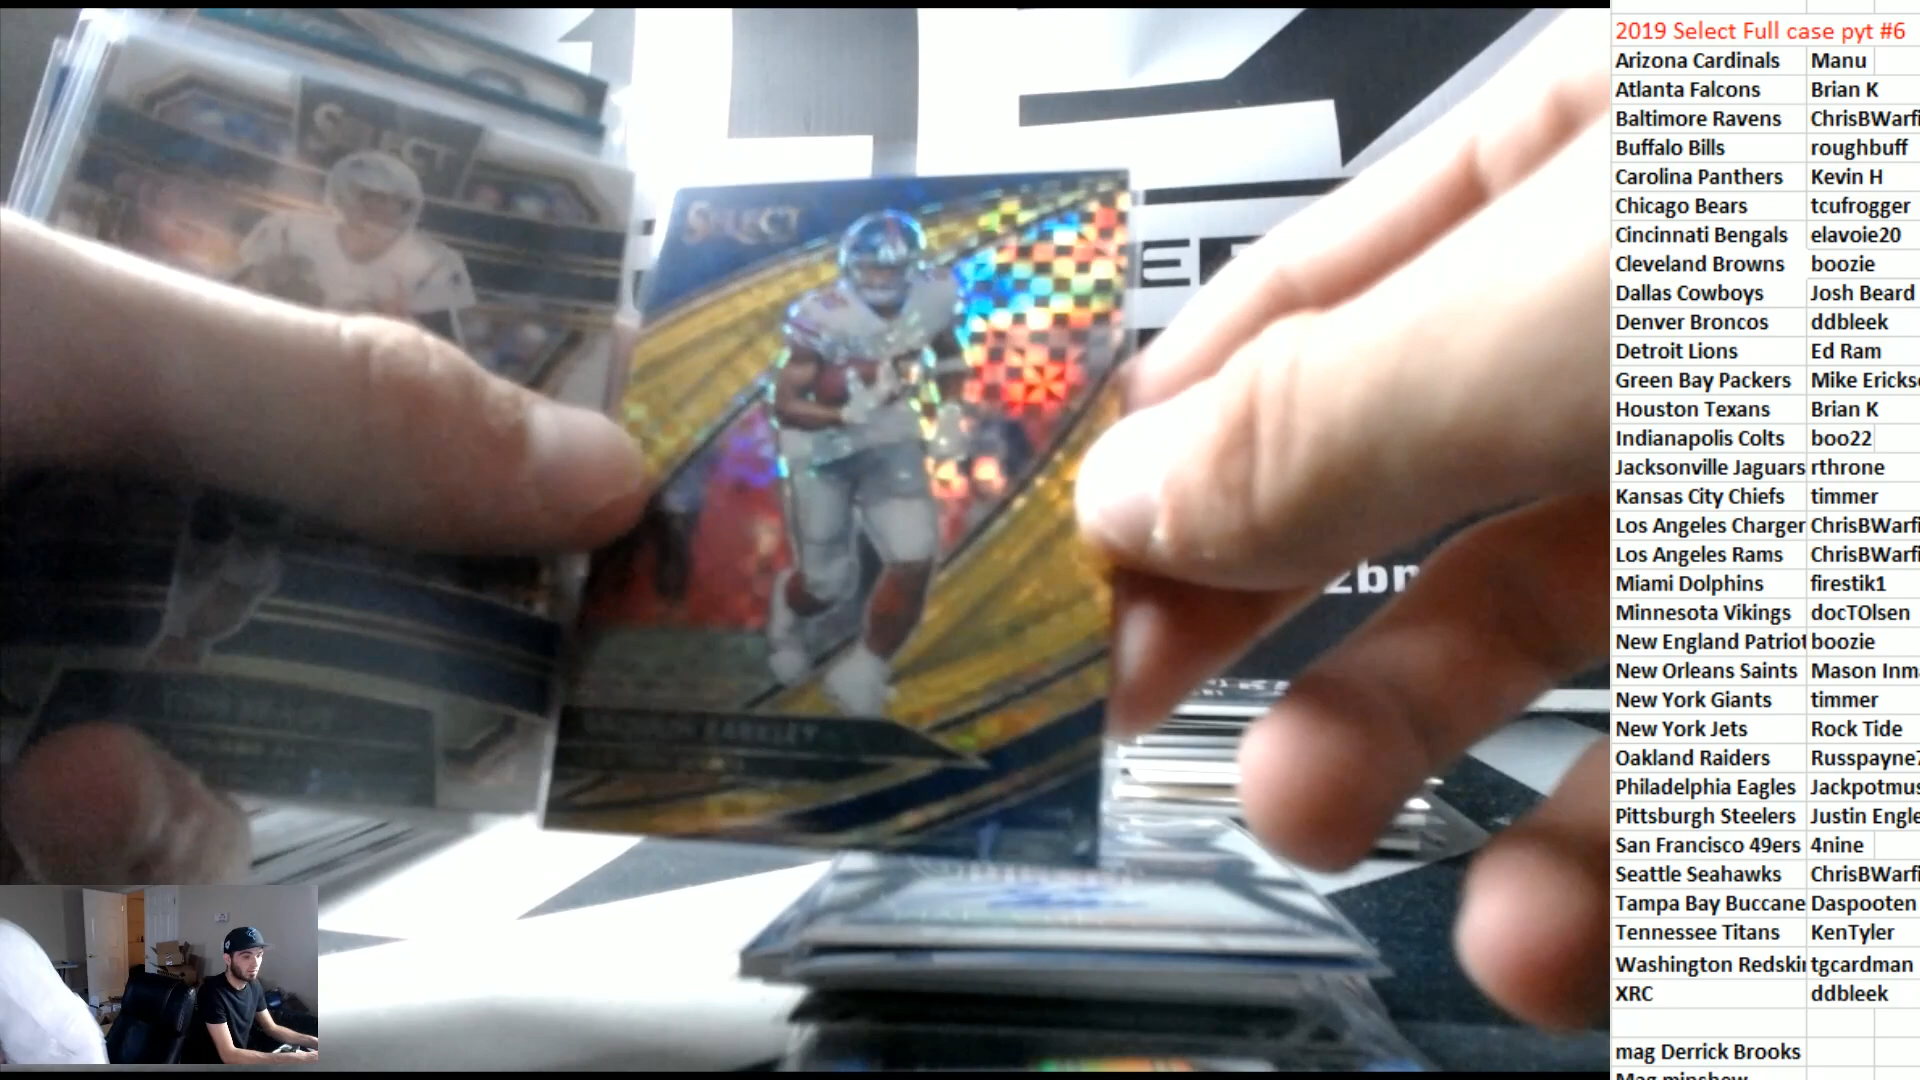 2019 Select Full case pyt #6
Arizona Cardinals Manu
Atlanta Falcons Brian K
Baltimore Ravens ChrisBWarfi
Buffalo Bills roughbuff
Carolina Panthers Kevin H
Chicago Bears tcufrogger
Cincinnati Bengals elavoie20
Cleveland Browns boozie
Dallas Cowboys Josh Beard
Denver Broncos ddbleek
Detroit Lions Ed Ram
Green Bay Packers Mike Erickso
Houston Texans Brian K
Indianapolis Colts boo22
Jacksonville Jaguars rthrone
Kansas City Chiefs timmer
Los Angeles Charger ChrisBWarfi
Los Angeles Rams ChrisBWarfi
Miami Dolphins firestik1
Minnesota Vikings docTOlsen
New England Patriot boozie
New Orleans Saints Mason Inma
New York Giants timmer
New York Jets Rock Tide
Oakland Raiders Russpayne7
Philadelphia Eagles Jackpotmus
Pittsburgh Steelers Justin Engle
San Francisco 49ers 4nine
Seattle Seahawks ChrisBWarfi
Tampa Bay Buccane Daspooten
Tennessee Titans KenTyler
Washington Redskin tgcardman
XRC ddbleek
mag Derrick Brooks
Mag minshew
SELECT
SELECT
SAQUON BARKLEY